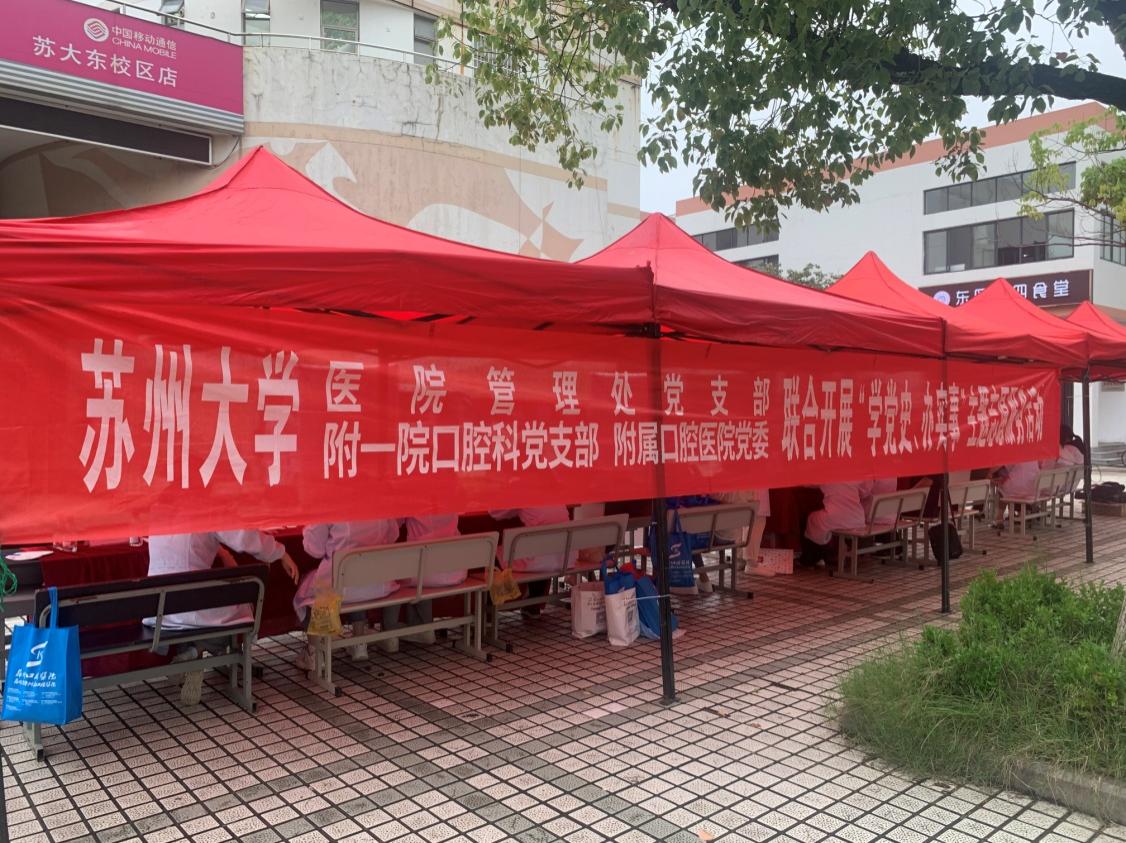 中国移动通信
CHINA MOBILE
苏大东校区店
四食堂
苏州大学
医院管理处党支部
附一院口腔科党支部 附属口腔医院党委
联合开展“学党史、办实事”主题志愿服务活动